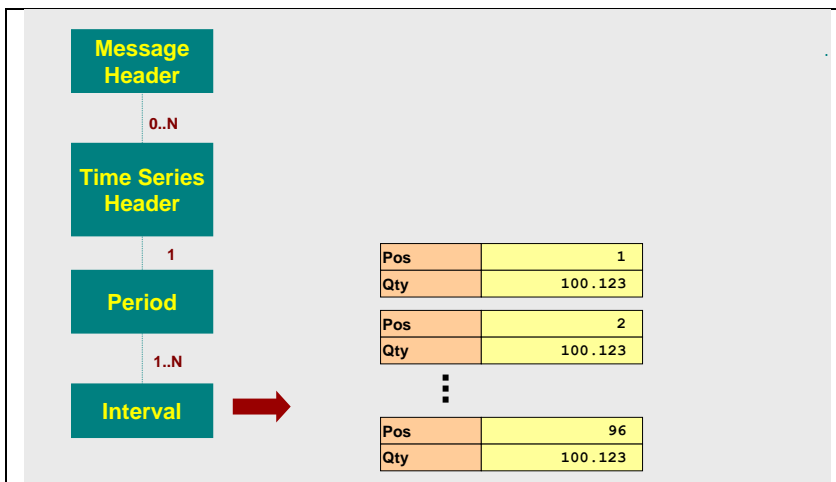 Message
Header
0..N
Time Series
Header
1
Period
1..N
Interval
Pos 1
Qty 100.123
Pos 2
Qty 100.123
Pos 96
Qty 100.123